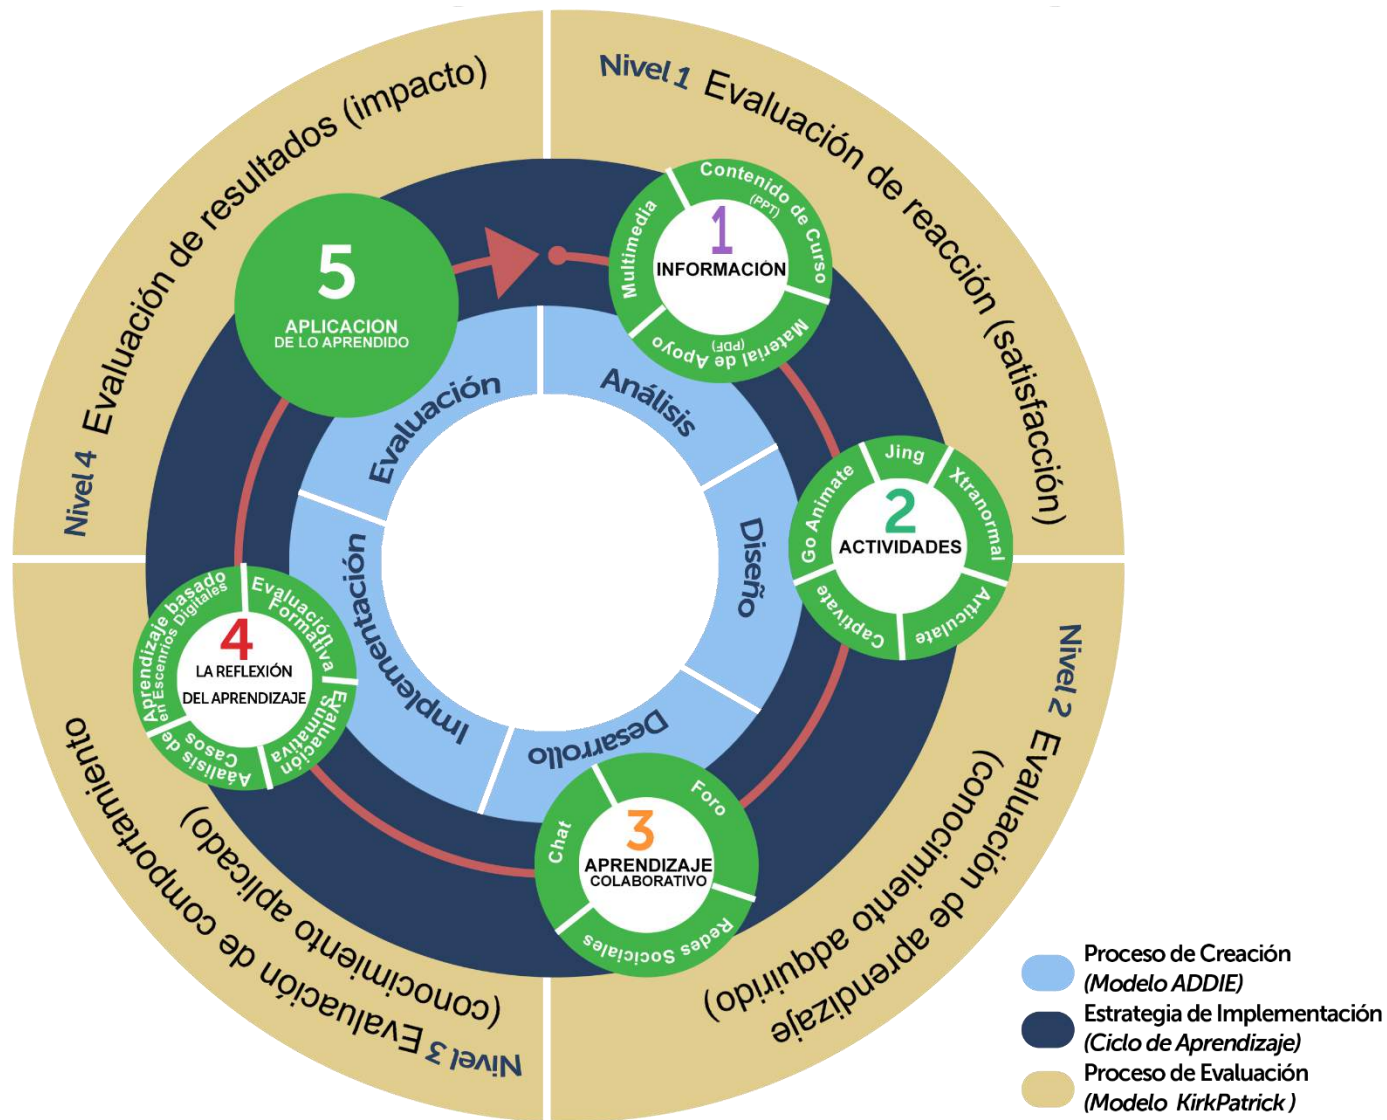 Nivel 1 Evaluación de reacción (satisfacción)
Nivel 2 Evaluación de aprendizaje
(conocimiento adquirido)
Nivel 3 Evaluación de comportamiento
(conocimiento aplicado)
Nivel 4 Evaluación de resultados (impacto)
1
INFORMACIÓN
Multimedia
Contenido de Curso
(PPT)
Material de Apoyo
(PDF)
2
ACTIVIDADES
Go Animate
Jing
Xtranormal
Articulate
Captivate
3
APRENDIZAJE
COLABORATIVO
Chat
Foro
Redes Sociciales
4
LA REFLEXIÓN
DEL APRENDIZAJE
Aprendizaje basado
en Escenrios Digitales
Evaluación
Formativa
Evaluación
Sumativa
Áealisis de
Casos
5
APLICACION
DE LO APRENDIDO
Análisis
Diseño
Desarrollo
Implementación
Evaluación
Proceso de Creación
(Modelo ADDIE)
Estrategia de Implementación
(Ciclo de Aprendizaje)
Proceso de Evaluación
(Modelo KirkPatrick )